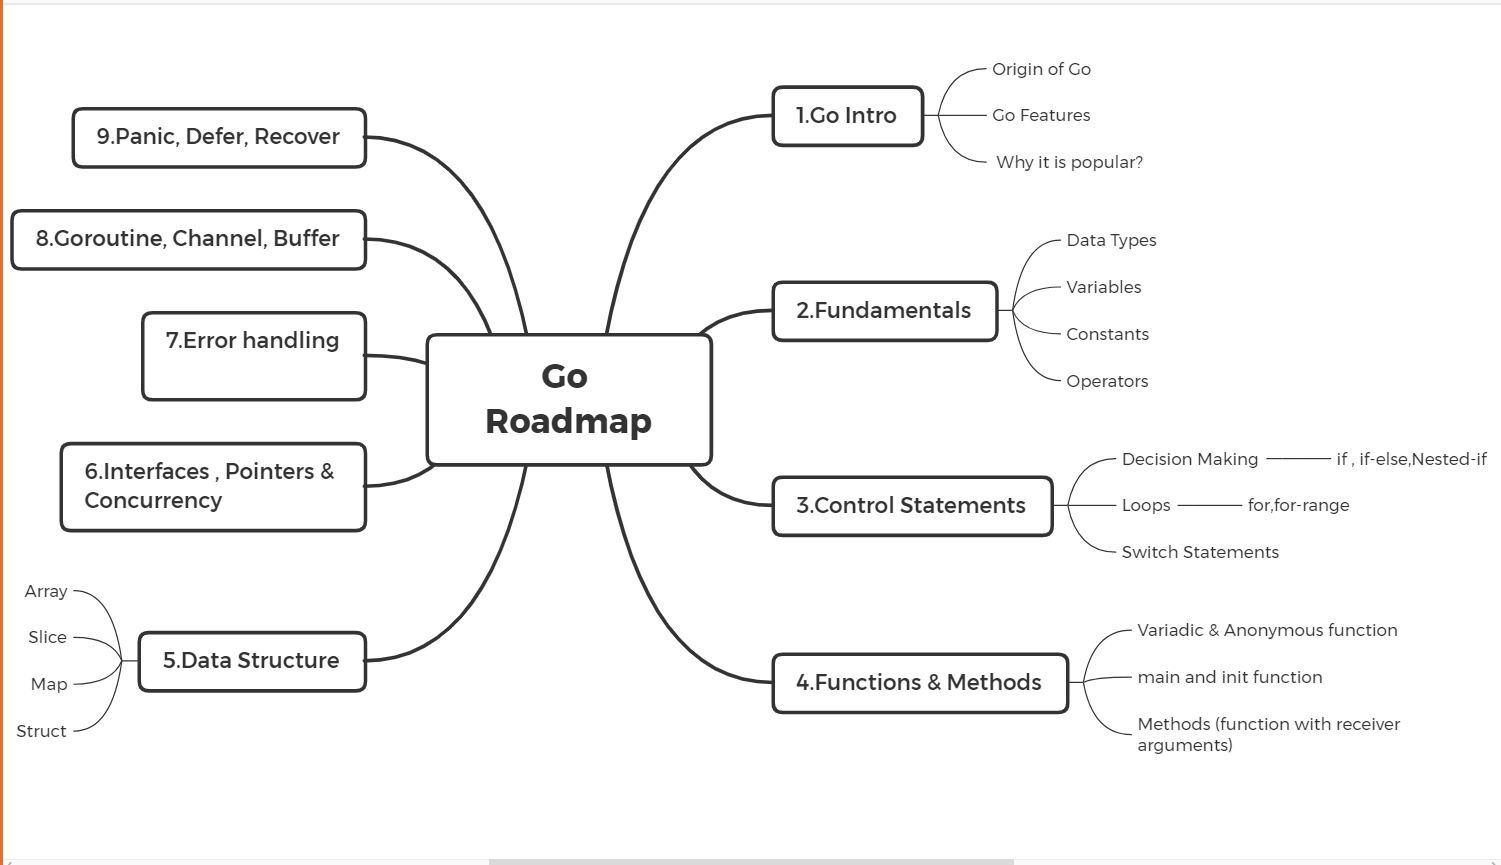 Go
Roadmap
1.Go Intro
Origin of Go
Go Features
Why it is popular?
2.Fundamentals
Data Types
Variables
Constants
Operators
3.Control Statements
Decision Making
if , if-else,Nested-if
Loops
for,for-range
Switch Statements
4.Functions & Methods
Variadic & Anonymous function
main and init function
Methods (function with receiver
arguments)
5.Data Structure
Array
Slice
Map
Struct
6.Interfaces , Pointers &
Concurrency
7.Error handling
8.Goroutine, Channel, Buffer
9.Panic, Defer, Recover